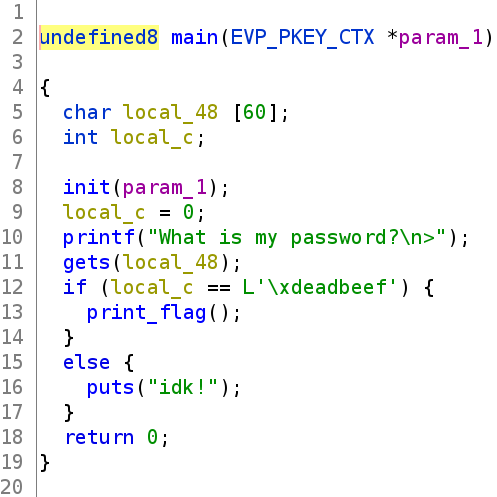 1
2 undefined8 main(EVP_PKEY_CTX *param_1)
3
4 {
5   char local_48 [60];
6   int local_c;
7
8   init(param_1);
9   local_c = 0;
10   printf("What is my password?\n>");
11   gets(local_48);
12   if (local_c == L'\xdeadbeef') {
13     print_flag();
14   }
15   else {
16     puts("idk!");
17   }
18   return 0;
19 }
20